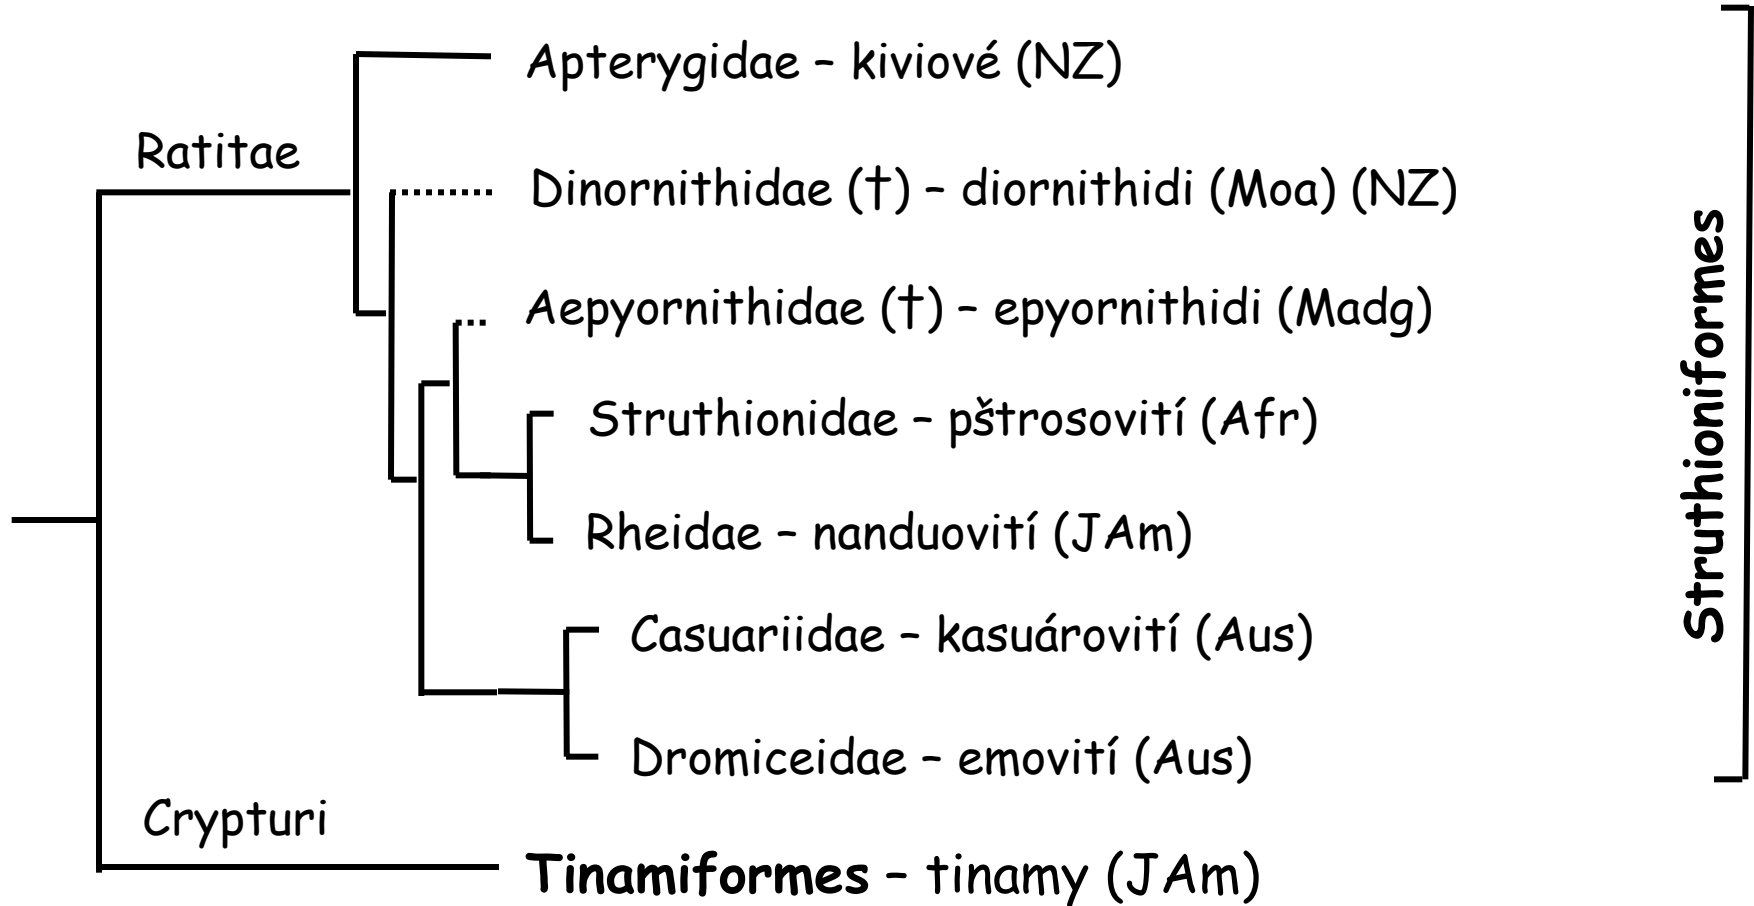 Apterygidae – kiviové (NZ)
Ratitae
Dinornithidae (†) – diornithidi (Moa) (NZ)
Aepyornithidae (†) – epyornithidi (Madg)
Struthionidae – pštrosovití (Afr)
Rheidae – nanduovití (JAm)
Casuariidae – kasuárovití (Aus)
Dromiceidae – emovití (Aus)
Crypturi
Tinamiformes – tinamy (JAm)
Struthioniformes